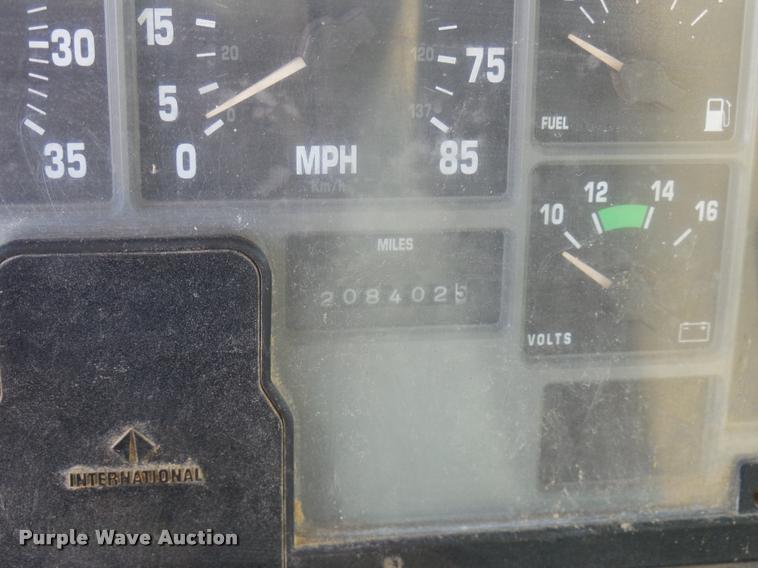 30
35
15
5
0
20
0
MPH
Km/h
120
75
137
85
FUEL
10
12
14
16
VOLTS
MILES
2084025
INTERNATIONAL
Purple Wave Auction